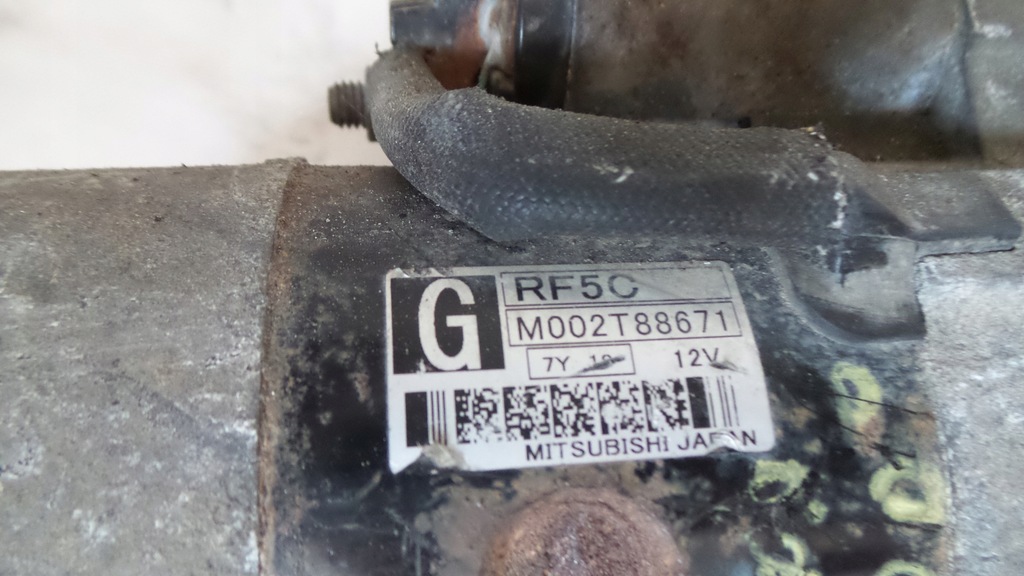 G
RF5C
M002T88671
7Y 12V
MITSUBISHI JAPAN